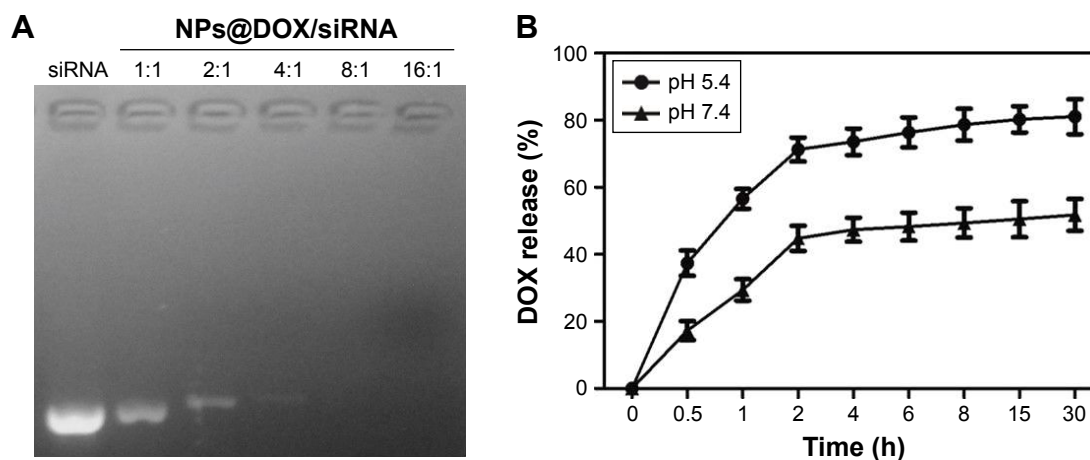 A
NPs@DOX/siRNA
siRNA 1:1 2:1 4:1 8:1 16:1
B
100
80
60
40
20
0
DOX release (%)
pH 5.4
pH 7.4
0 0.5 1 2 4 6 8 15 30
Time (h)